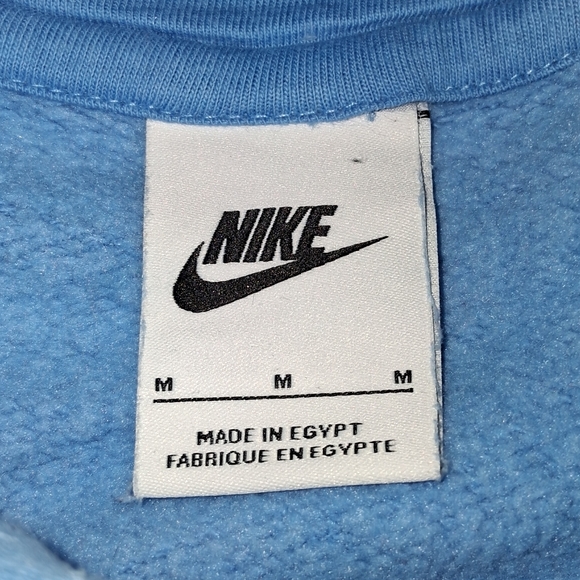 NIKE
M M M
MADE IN EGYPT
FABRIQUE EN EGYPTE